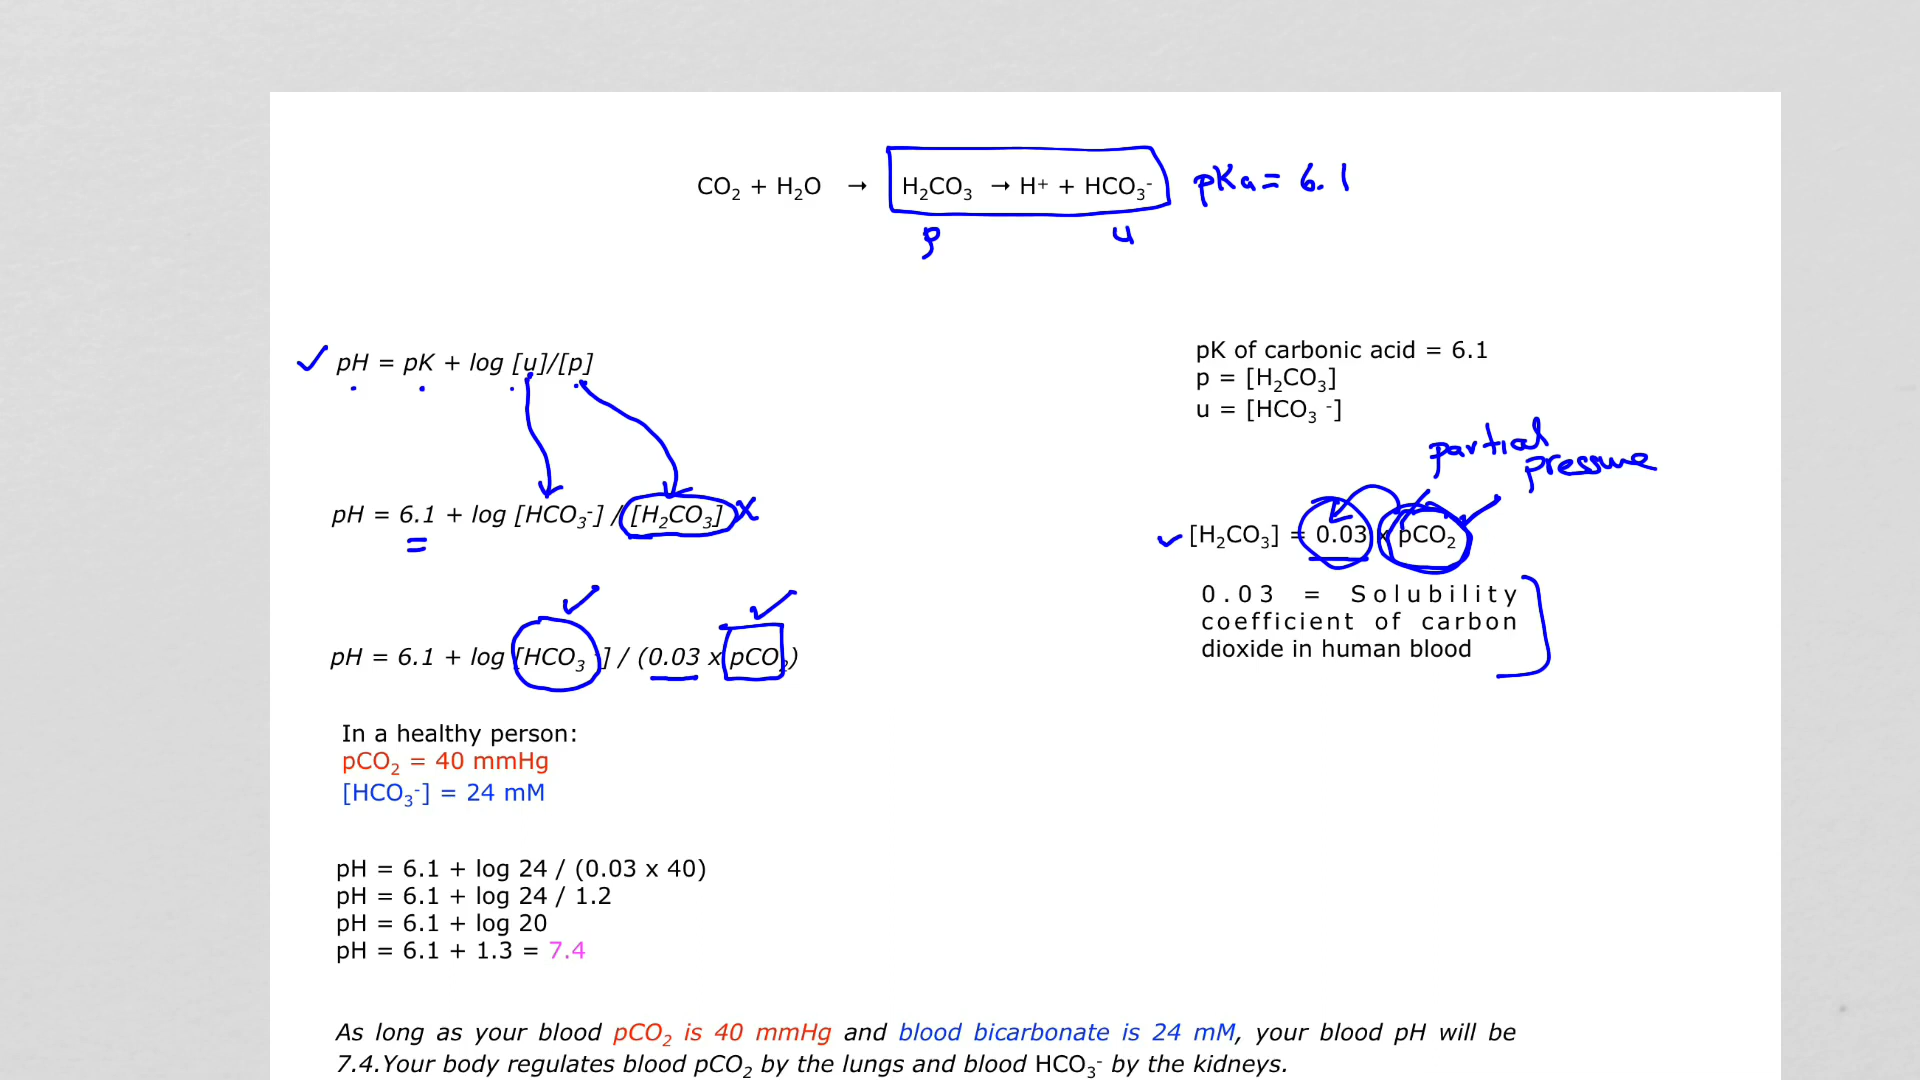 CO₂ + H₂O → H₂CO₃ → H⁺ + HCO₃⁻ pKa = 6.1
p u
pH = pK + log [u]/[p]
pK of carbonic acid = 6.1
p = [H₂CO₃]
u = [HCO₃ ⁻]
partial
pressure
pH = 6.1 + log [HCO₃⁻] / [H₂CO₃] x
[H₂CO₃] = 0.03 x pCO₂
0.03 = Solubility
coefficient of carbon
dioxide in human blood
pH = 6.1 + log [HCO₃ ] / (0.03 x pCO₂)
In a healthy person:
pCO₂ = 40 mmHg
[HCO₃⁻] = 24 mM
pH = 6.1 + log 24 / (0.03 x 40)
pH = 6.1 + log 24 / 1.2
pH = 6.1 + log 20
pH = 6.1 + 1.3 = 7.4
As long as your blood pCO₂ is 40 mmHg and blood bicarbonate is 24 mM, your blood pH will be
7.4.Your body regulates blood pCO₂ by the lungs and blood HCO₃⁻ by the kidneys.